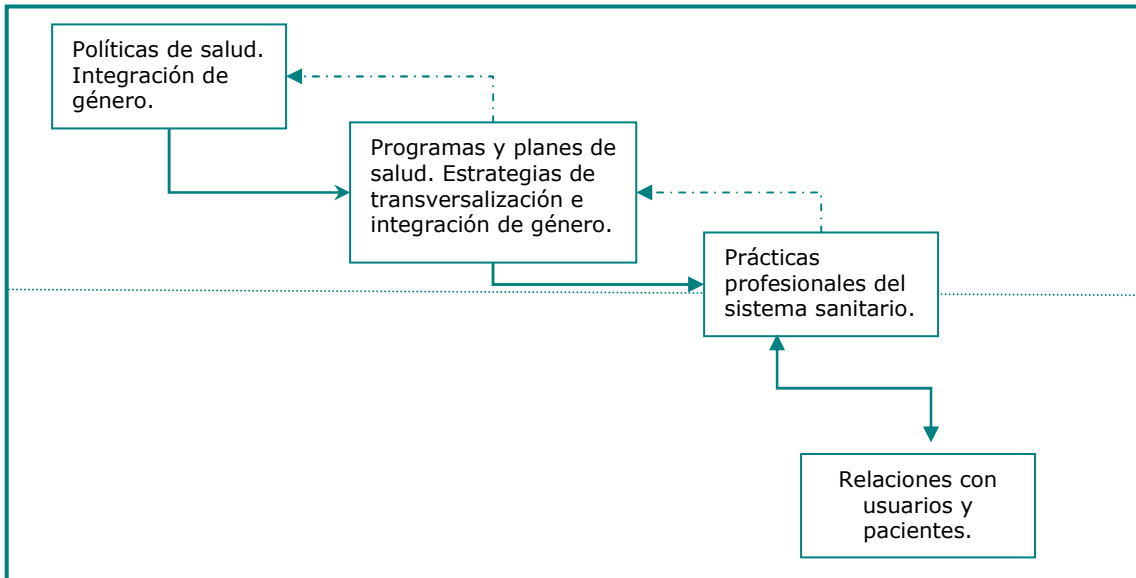 Políticas de salud.
Integración de
género.
Programas y planes de
salud. Estrategias de
transversalización e
integración de género.
Prácticas
profesionales del
sistema sanitario.
Relaciones con
usuarios y
pacientes.